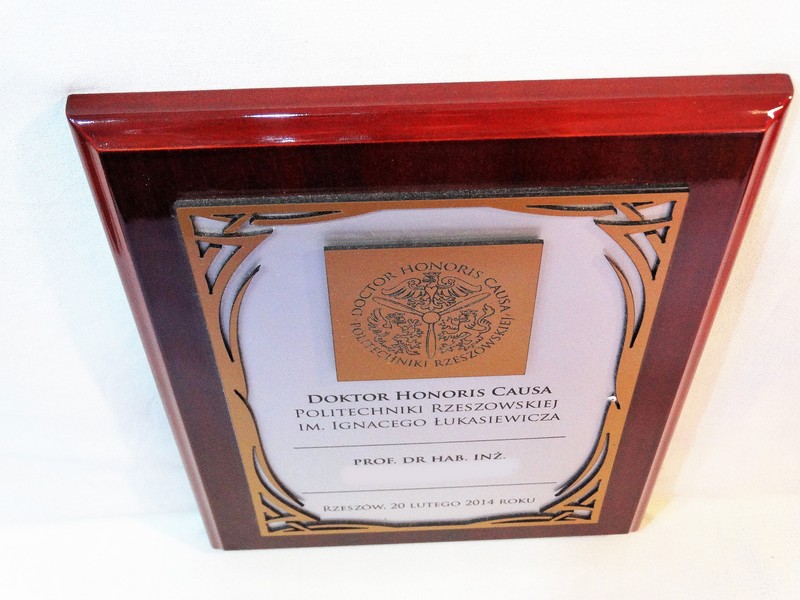 DOCTOR HONORIS CAUSA
POLITECHNIKI RZESZOWSKIEJ
DOKTOR HONORIS CAUSA
POLITECHNIKI RZESZOWSKIEJ
IM. IGNACEGO ŁUKASIEWICZA
PROF. DR HAB. INŻ.
RZESZÓW, 20 LUTEGO 2014 ROKU